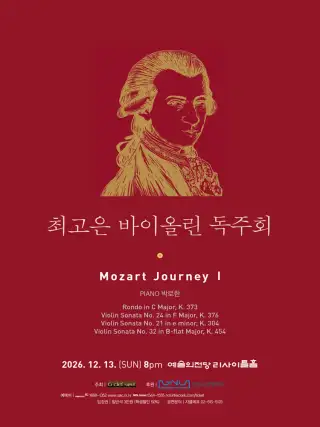 최고은 바이올린 독주회
Mozart Journey I
PIANO 박로한
Rondo in C Major, K. 373
Violin Sonata No. 24 in F Major, K. 376
Violin Sonata No. 21 in e minor, K. 304
Violin Sonata No. 32 in B-flat Major, K. 454
2026. 12. 13. [SUN] 8pm 예술의전당 리사이틀홀
주최
후원